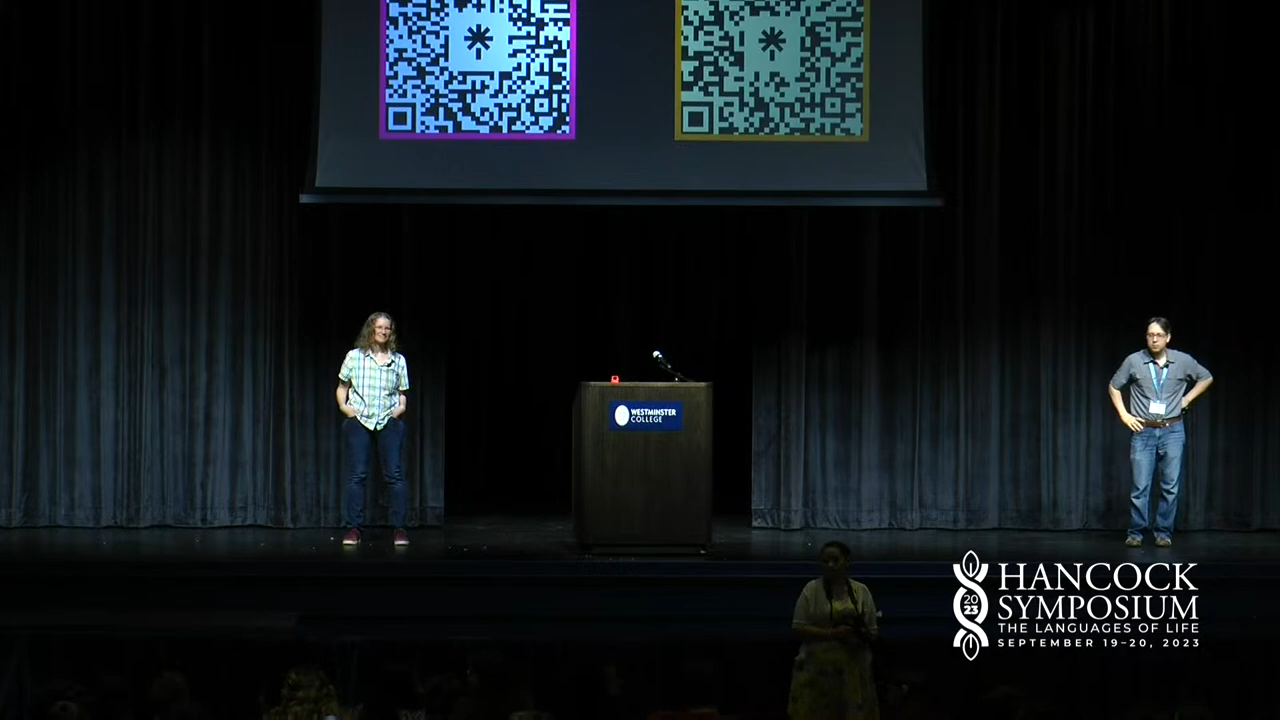 WESTMINSTER
COLLEGE
HANCOCK
SYMPOSIUM
2023
THE LANGUAGES OF LIFE
SEPTEMBER 19–20, 2023